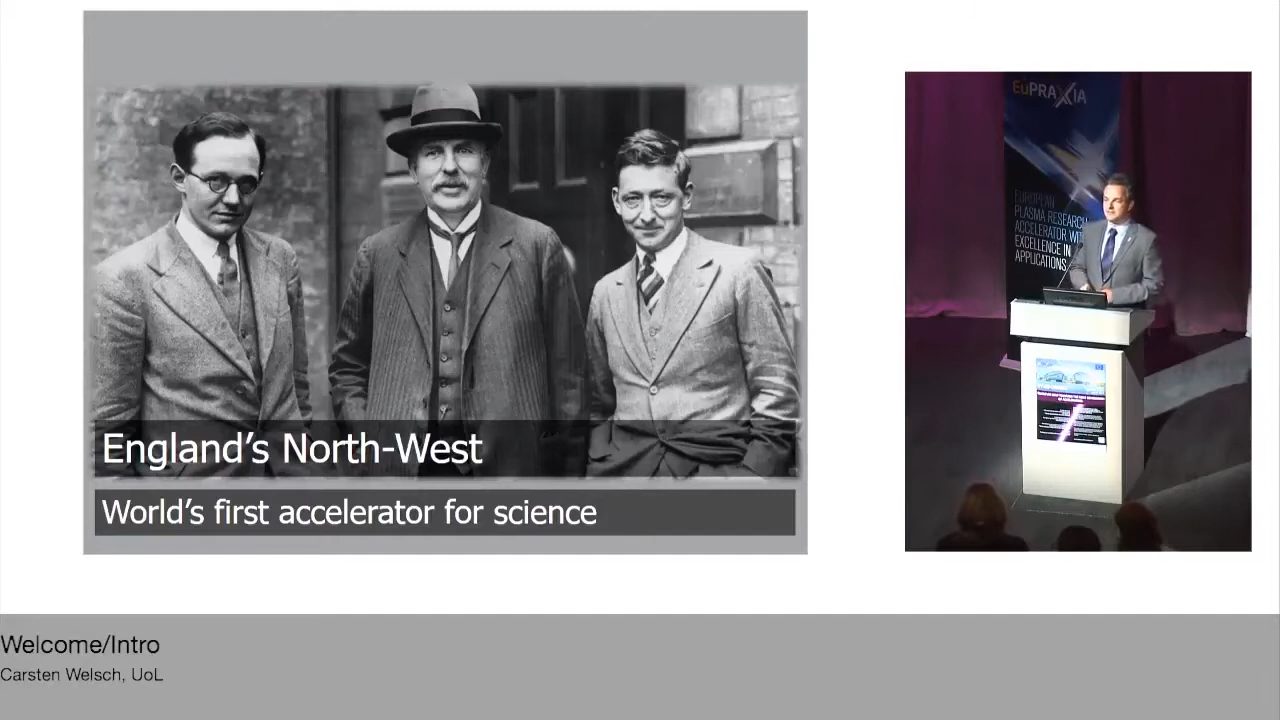 England's North-West
World's first accelerator for science
EuPRAXIA
EUROPEAN
PLASMA RESEARCH
ACCELERATOR WITH
EXCELLENCE IN
APPLICATIONS
Welcome/Intro
Carsten Welsch, UoL